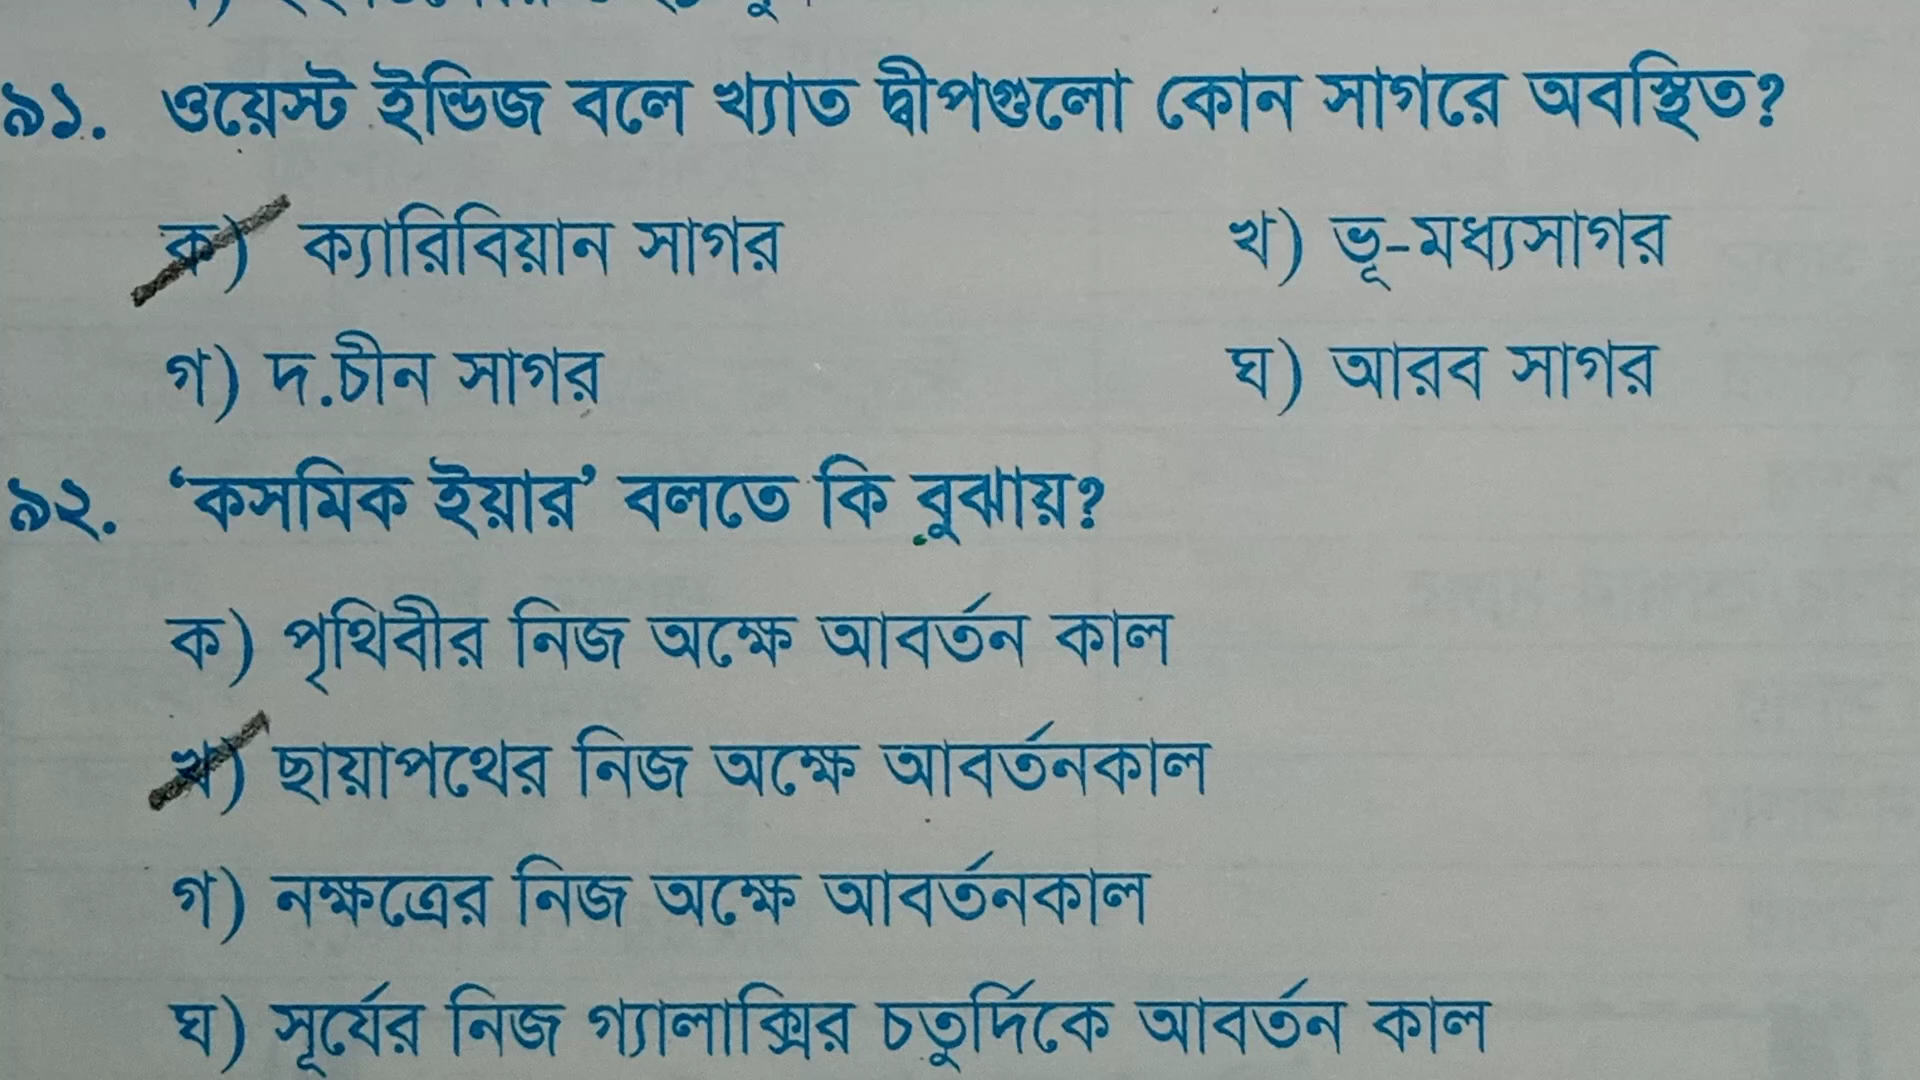 ৯১. ওয়েস্ট ইন্ডিজ বলে খ্যাত দ্বীপগুলো কোন সাগরে অবস্থিত?
ক) ক্যারিবিয়ান সাগর খ) ভূ-মধ্যসাগর
গ) দ.চীন সাগর ঘ) আরব সাগর
৯২. ‘কসমিক ইয়ার’ বলতে কি বুঝায়?
ক) পৃথিবীর নিজ অক্ষে আবর্তন কাল
খ) ছায়াপথের নিজ অক্ষে আবর্তনকাল
গ) নক্ষত্রের নিজ অক্ষে আবর্তনকাল
ঘ) সূর্যের নিজ গ্যালাক্সির চতুর্দিকে আবর্তন কাল